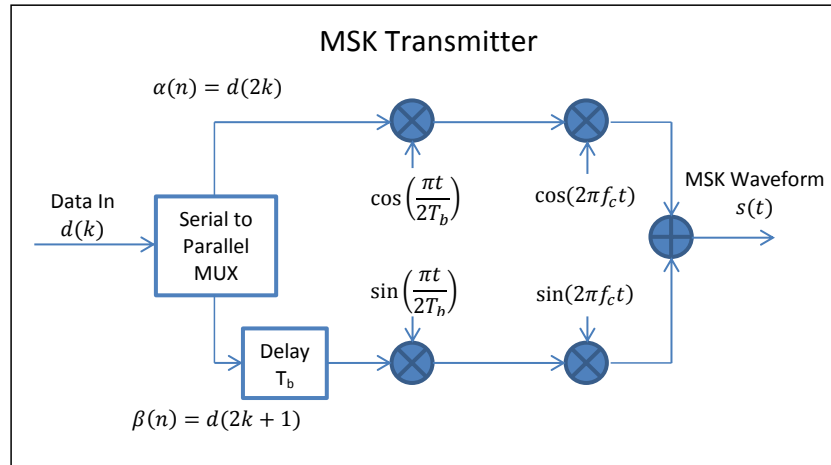 MSK Transmitter
α(n) = d(2k)
cos(πt/2T_b)
cos(2πf_c t)
MSK Waveform
s(t)
Data In
d(k)
Serial to
Parallel
MUX
sin(πt/2T_b)
sin(2πf_c t)
Delay
T_b
β(n) = d(2k + 1)